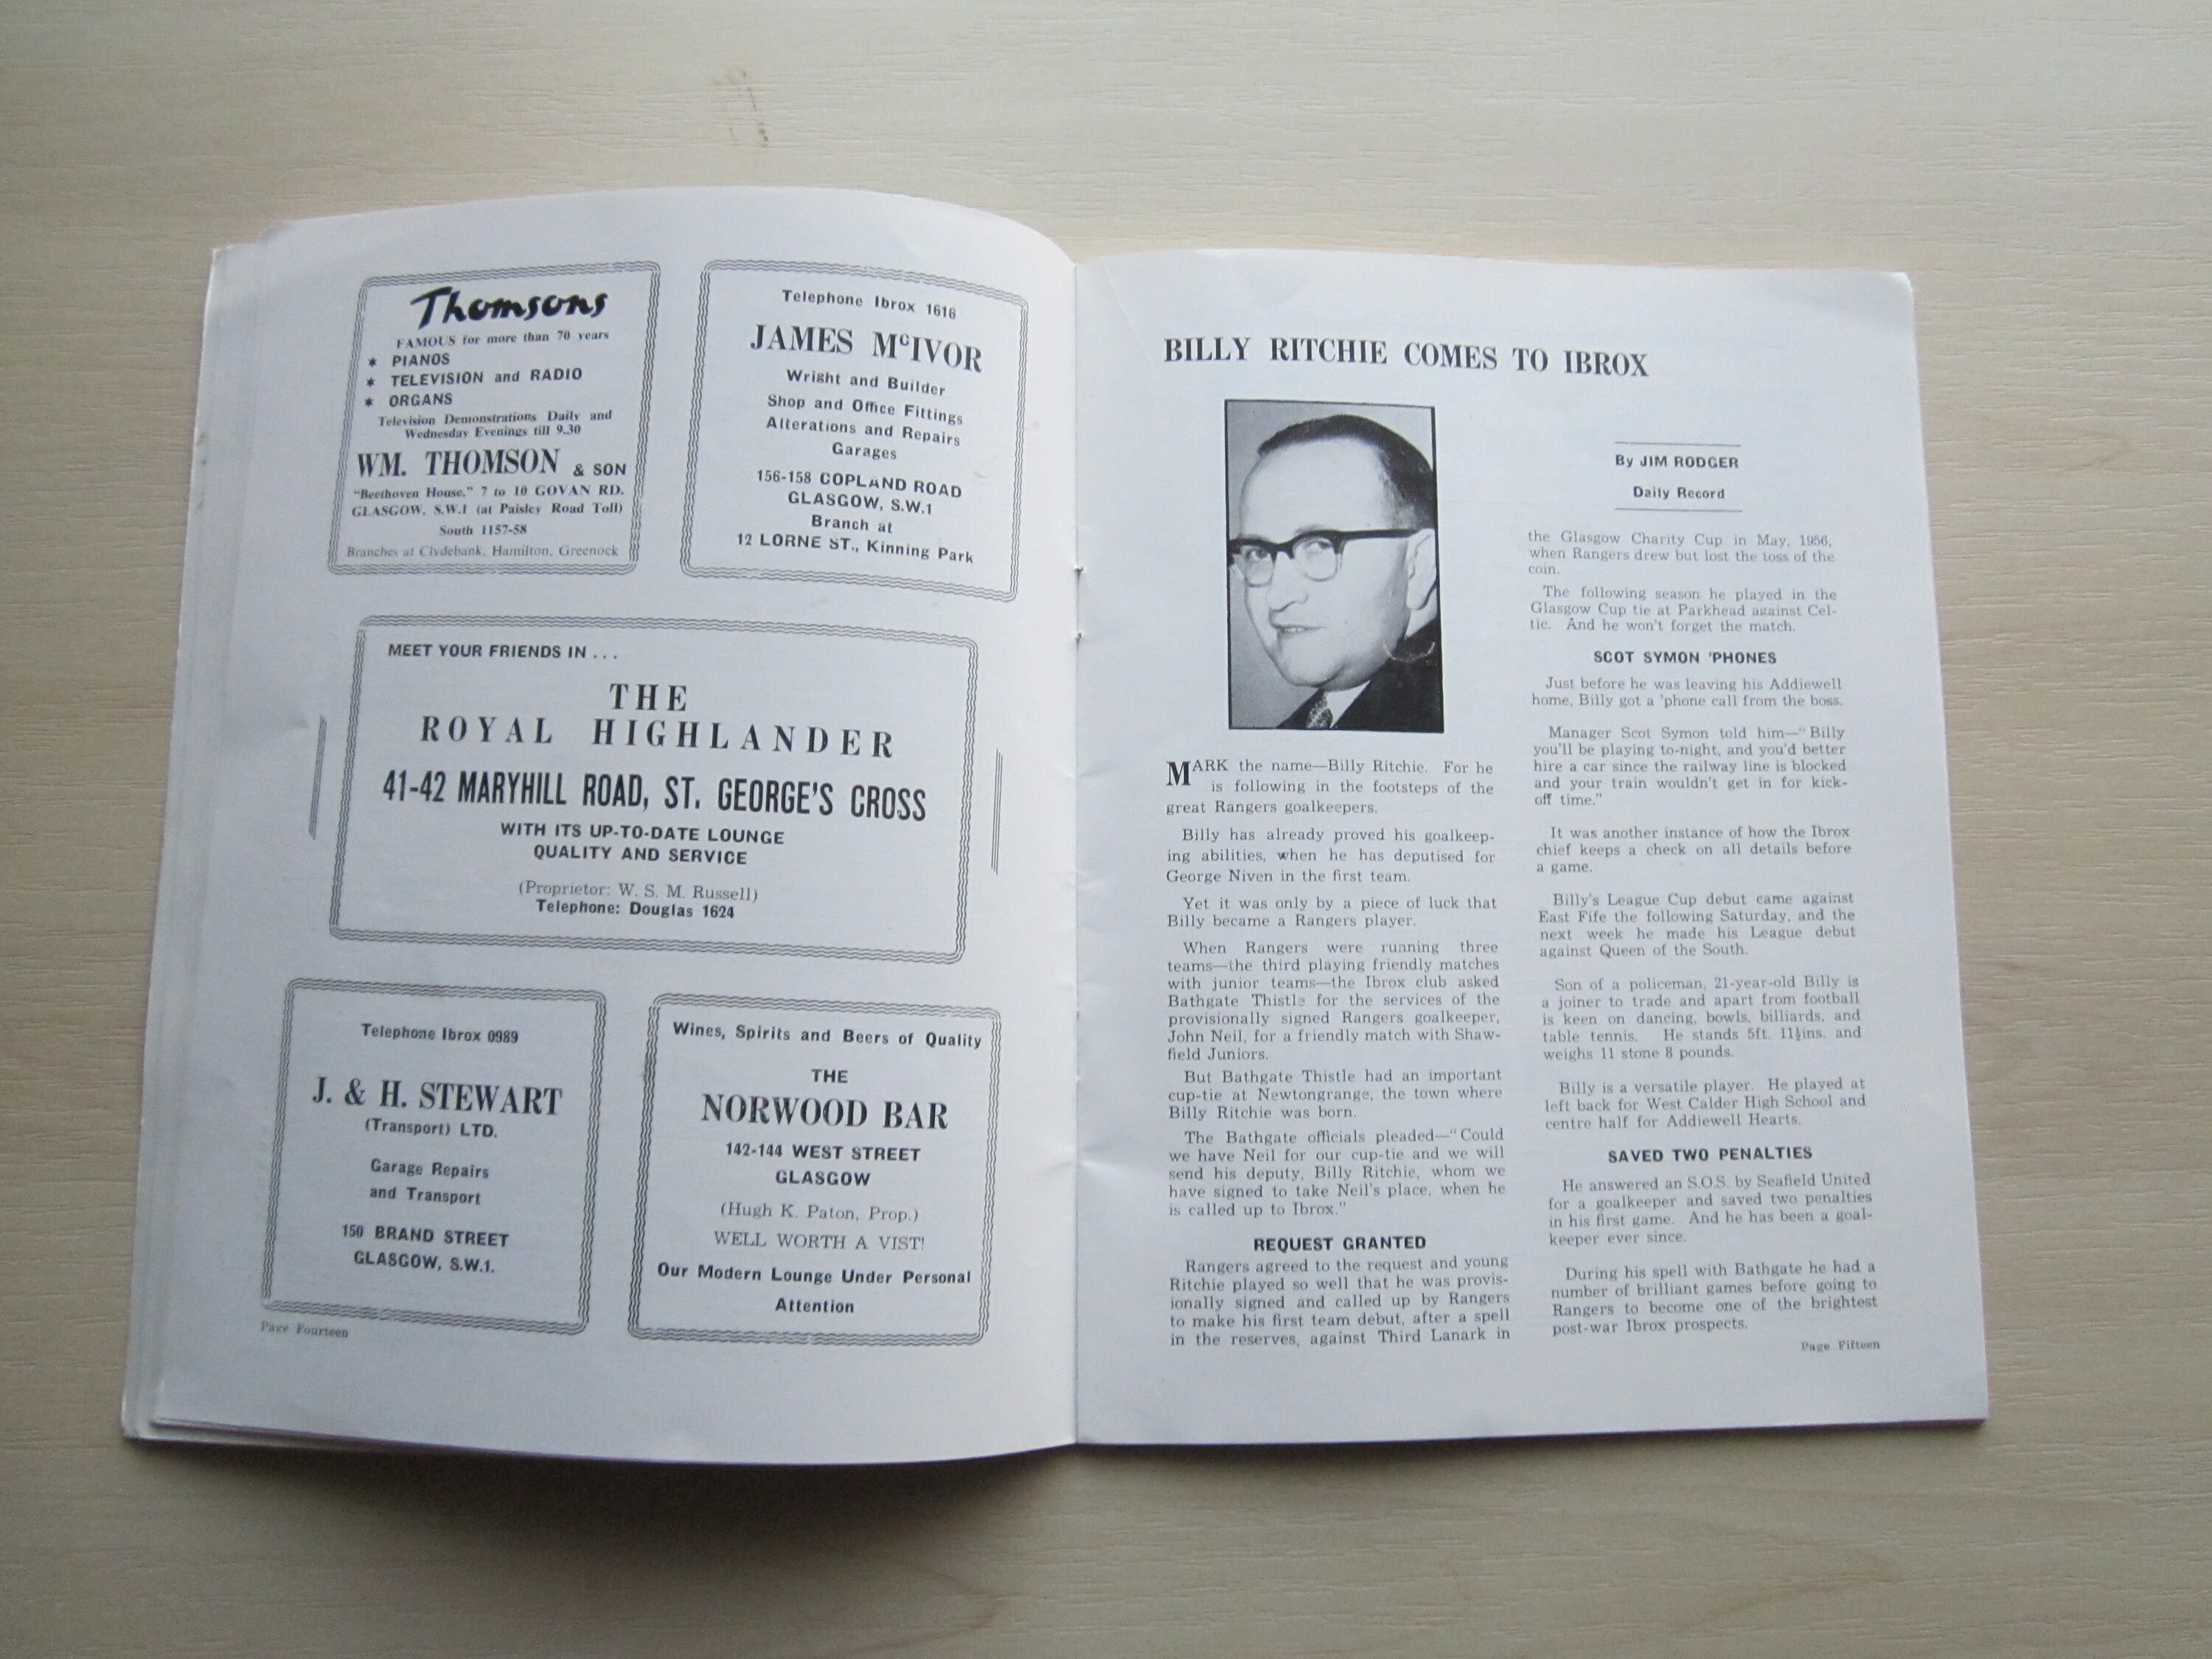 Thomsons
FAMOUS for more than 70 years
* PIANOS
* TELEVISION and RADIO
* ORGANS
Television Demonstrations Daily and
Wednesday Evenings till 9.30
WM. THOMSON & SON
"Beethoven House," 7 to 10 GOVAN RD.
GLASGOW, S.W.1 (at Paisley Road Toll)
South 1157-58
Branches at Clydebank, Hamilton, Greenock
Telephone Ibrox 1616
JAMES McIVOR
Wright and Builder
Shop and Office Fittings
Alterations and Repairs
Garages
156-158 COPLAND ROAD
GLASGOW, S.W.1
Branch at
12 LORNE ST., Kinning Park
MEET YOUR FRIENDS IN . . .
THE
ROYAL HIGHLANDER
41-42 MARYHILL ROAD, ST. GEORGE'S CROSS
WITH ITS UP-TO-DATE LOUNGE
QUALITY AND SERVICE
(Proprietor: W. S. M. Russell)
Telephone: Douglas 1624
Telephone Ibrox 0989
J. & H. STEWART
(Transport) LTD.
Garage Repairs
and Transport
150 BRAND STREET
GLASGOW, S.W.1.
Wines, Spirits and Beers of Quality
THE
NORWOOD BAR
142-144 WEST STREET
GLASGOW
(Hugh K. Paton, Prop.)
WELL WORTH A VIST!
Our Modern Lounge Under Personal
Attention
Page Fourteen
BILLY RITCHIE COMES TO IBROX
MARK the name—Billy Ritchie. For he
is following in the footsteps of the
great Rangers goalkeepers.
Billy has already proved his goalkeep-
ing abilities, when he has deputised for
George Niven in the first team.
Yet it was only by a piece of luck that
Billy became a Rangers player.
When Rangers were running three
teams—the third playing friendly matches
with junior teams—the Ibrox club asked
Bathgate Thistle for the services of the
provisionally signed Rangers goalkeeper,
John Neil, for a friendly match with Shaw-
field Juniors.
But Bathgate Thistle had an important
cup-tie at Newtongrange, the town where
Billy Ritchie was born.
The Bathgate officials pleaded—"Could
we have Neil for our cup-tie and we will
send his deputy, Billy Ritchie, whom we
have signed to take Neil's place, when he
is called up to Ibrox."
REQUEST GRANTED
Rangers agreed to the request and young
Ritchie played so well that he was provis-
ionally signed and called up by Rangers
to make his first team debut, after a spell
in the reserves, against Third Lanark in
By JIM RODGER
Daily Record
the Glasgow Charity Cup in May, 1956,
when Rangers drew but lost the toss of the
coin.
The following season he played in the
Glasgow Cup tie at Parkhead against Cel-
tic. And he won't forget the match.
SCOT SYMON 'PHONES
Just before he was leaving his Addiewell
home, Billy got a 'phone call from the boss.
Manager Scot Symon told him—"Billy
you'll be playing to-night, and you'd better
hire a car since the railway line is blocked
and your train wouldn't get in for kick-
off time."
It was another instance of how the Ibrox
chief keeps a check on all details before
a game.
Billy's League Cup debut came against
East Fife the following Saturday, and the
next week he made his League debut
against Queen of the South.
Son of a policeman, 21-year-old Billy is
a joiner to trade and apart from football
is keen on dancing, bowls, billiards, and
table tennis. He stands 5ft. 11½ins. and
weighs 11 stone 8 pounds.
Billy is a versatile player. He played at
left back for West Calder High School and
centre half for Addiewell Hearts.
SAVED TWO PENALTIES
He answered an S.O.S. by Seafield United
for a goalkeeper and saved two penalties
in his first game. And he has been a goal-
keeper ever since.
During his spell with Bathgate he had a
number of brilliant games before going to
Rangers to become one of the brightest
post-war Ibrox prospects.
Page Fifteen